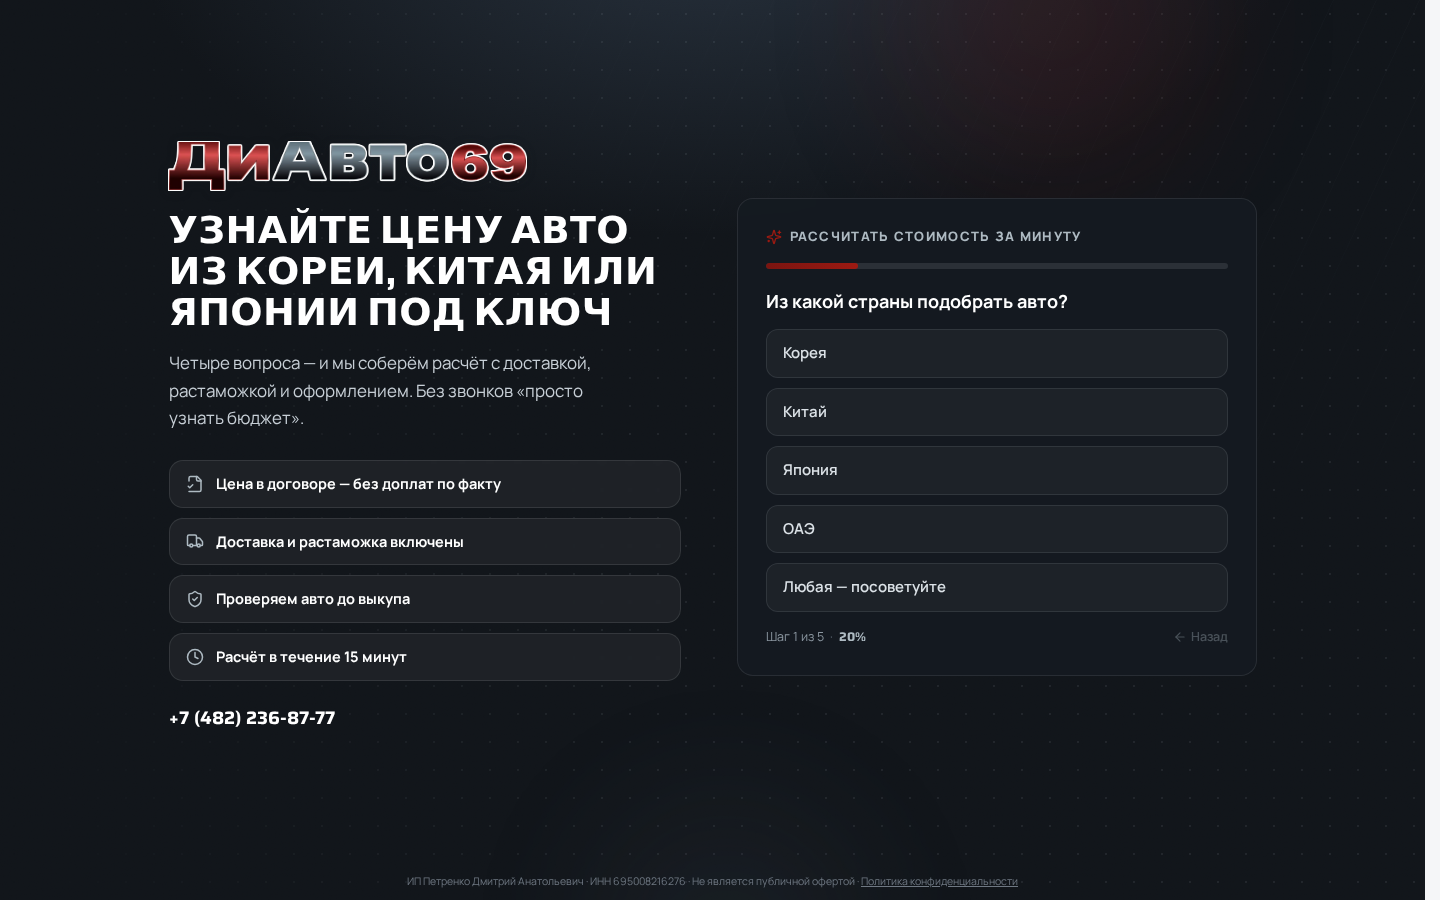 ДиАвто69
УЗНАЙТЕ ЦЕНУ АВТО
ИЗ КОРЕИ, КИТАЯ ИЛИ
ЯПОНИИ ПОД КЛЮЧ
Четыре вопроса — и мы соберём расчёт с доставкой,
растаможкой и оформлением. Без звонков «просто
узнать бюджет».
Цена в договоре — без доплат по факту
Доставка и растаможка включены
Проверяем авто до выкупа
Расчёт в течение 15 минут
+7 (482) 236-87-77
РАССЧИТАТЬ СТОИМОСТЬ ЗА МИНУТУ
Из какой страны подобрать авто?
Корея
Китай
Япония
ОАЭ
Любая — посоветуйте
Шаг 1 из 5 · 20%
Назад
ИП Петренко Дмитрий Анатольевич · ИНН 695008216276 · Не является публичной офертой · Политика конфиденциальности